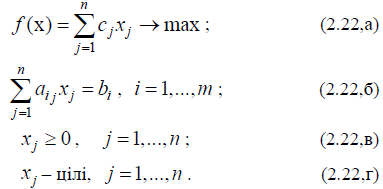 f(x) = ∑_{j=1}^{n} c_j x_j → max ; (2.22,а)
∑_{j=1}^{n} a_{ij} x_j = b_i , i = 1,...,m ; (2.22,б)
x_j ≥ 0 , j = 1,...,n ; (2.22,в)
x_j – цілі, j = 1,...,n . (2.22,г)